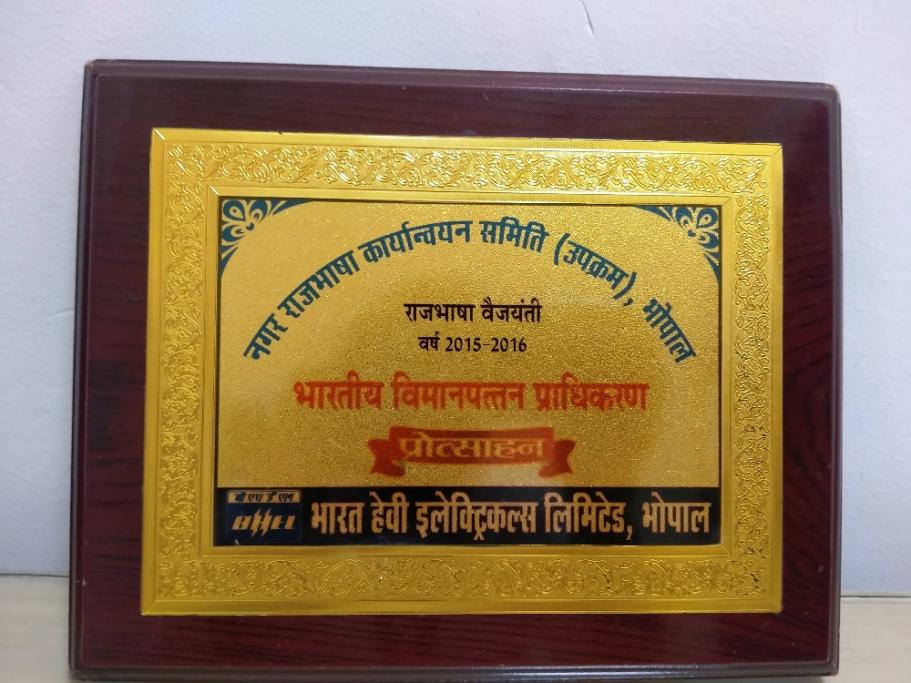 नगर राजभाषा कार्यान्वयन समिति (उपक्रम), भोपाल
राजभाषा वैजयंती
वर्ष 2015-2016
भारतीय विमानपत्तन प्राधिकरण
प्रोत्साहन
बी एच ई एल
BHEL
भारत हेवी इलेक्ट्रिकल्स लिमिटेड, भोपाल